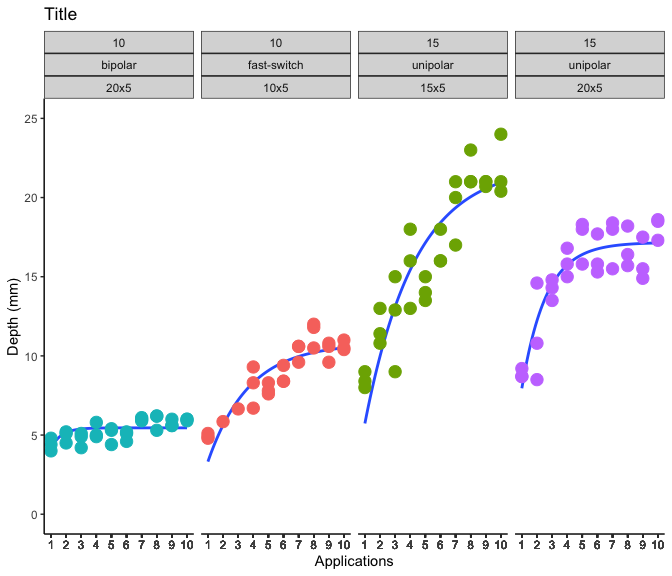 Title
10 10 15 15
bipolar fast-switch unipolar unipolar
20x5 10x5 15x5 20x5
25
20
15
10
5
0
Depth (mm)
1 2 3 4 5 6 7 8 9 10 1 2 3 4 5 6 7 8 9 10 1 2 3 4 5 6 7 8 9 10 1 2 3 4 5 6 7 8 9 10
Applications